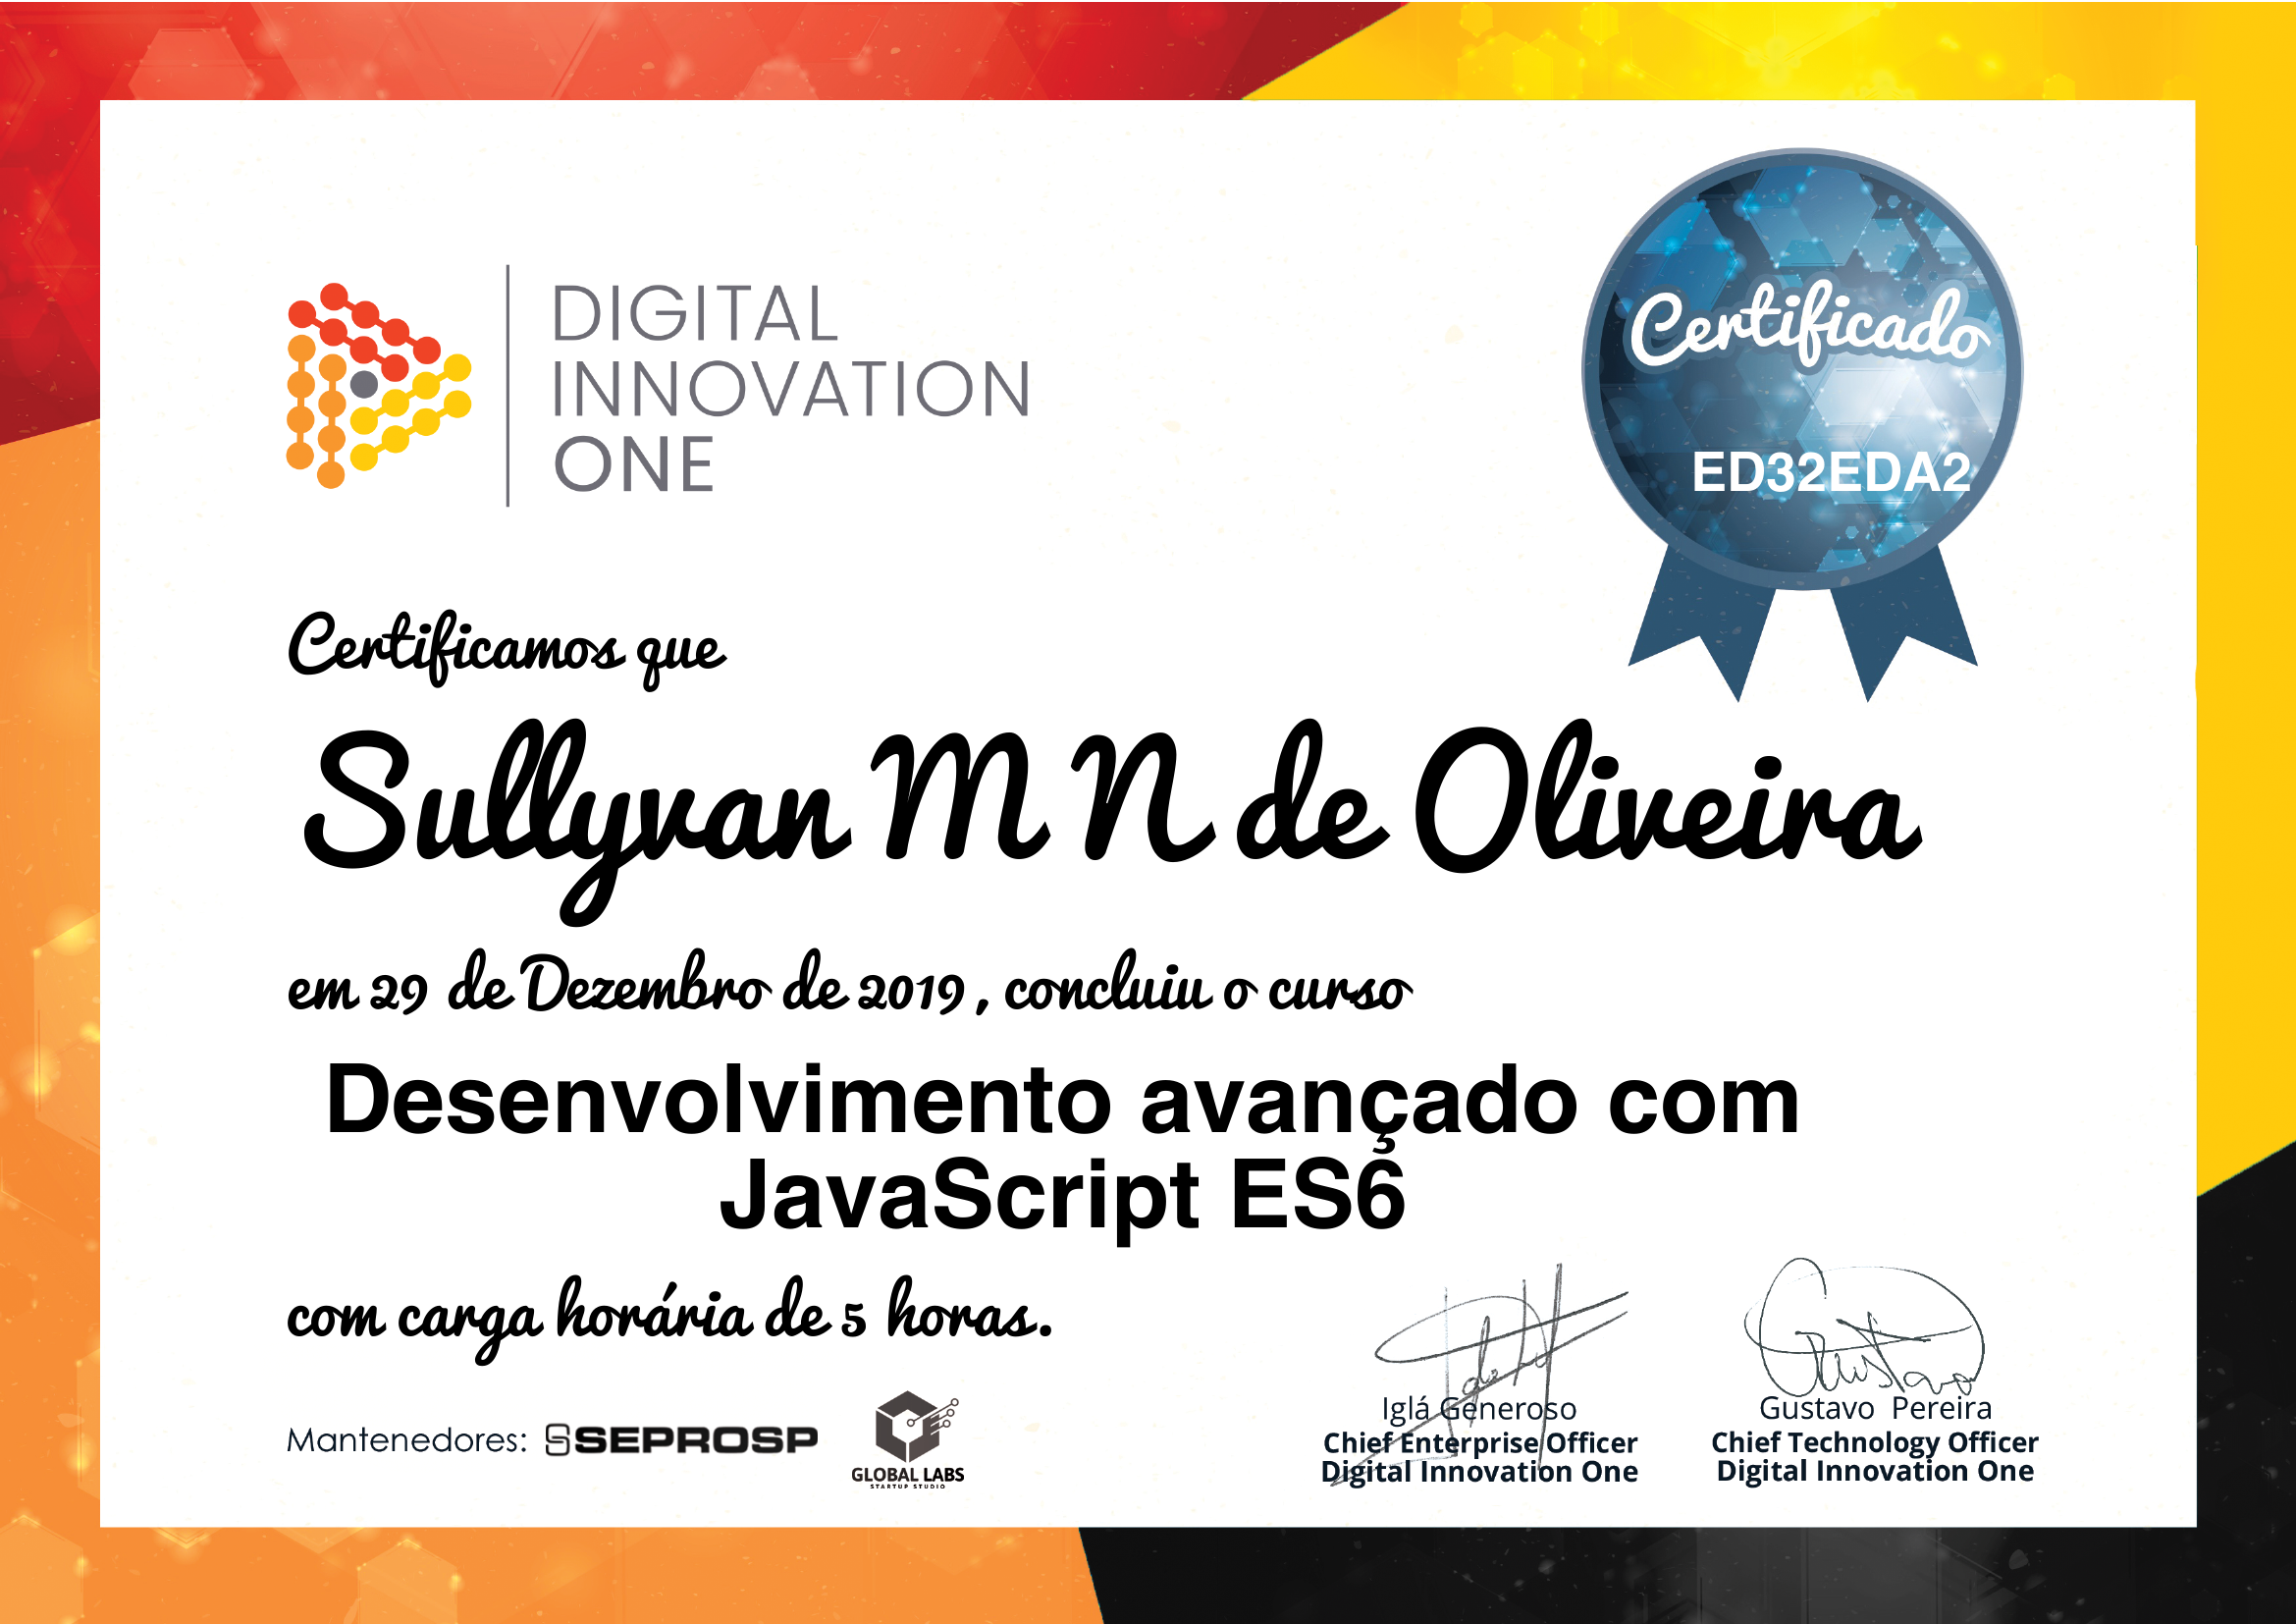 DIGITAL
INNOVATION
ONE
Certificado
ED32EDA2
Certificamos que
Sullyvan M N de Oliveira
em 29 de Dezembro de 2019 , concluiu o curso
Desenvolvimento avançado com
JavaScript ES6
com carga horária de 5 horas.
Mantenedores: SEPROSP
GLOBAL LABS
STARTUP STUDIO
Iglá Generoso
Chief Enterprise Officer
Digital Innovation One
Gustavo Pereira
Chief Technology Officer
Digital Innovation One